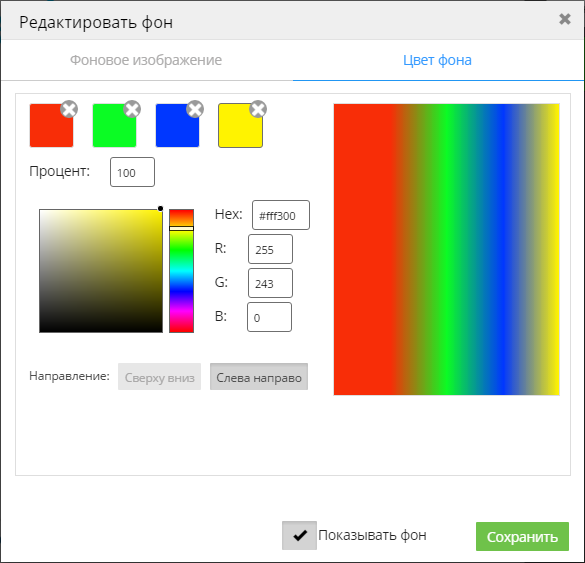 Редактировать фон
Фоновое изображение
Цвет фона
Процент: 100
Hex: #fff300
R: 255
G: 243
B: 0
Направление: Сверху вниз Слева направо
Показывать фон
Сохранить